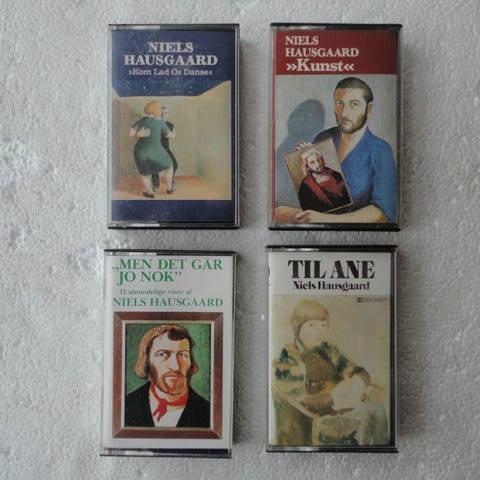 NIELS
HAUSGAARD
»Kom Lad Os Danse«
NIELS
HAUSGAARD
»Kunst«
„MEN DET GAR
JO NOK”
15 almindelige viser af
NIELS HAUSGAARD
TIL ANE
Niels Hausgaard